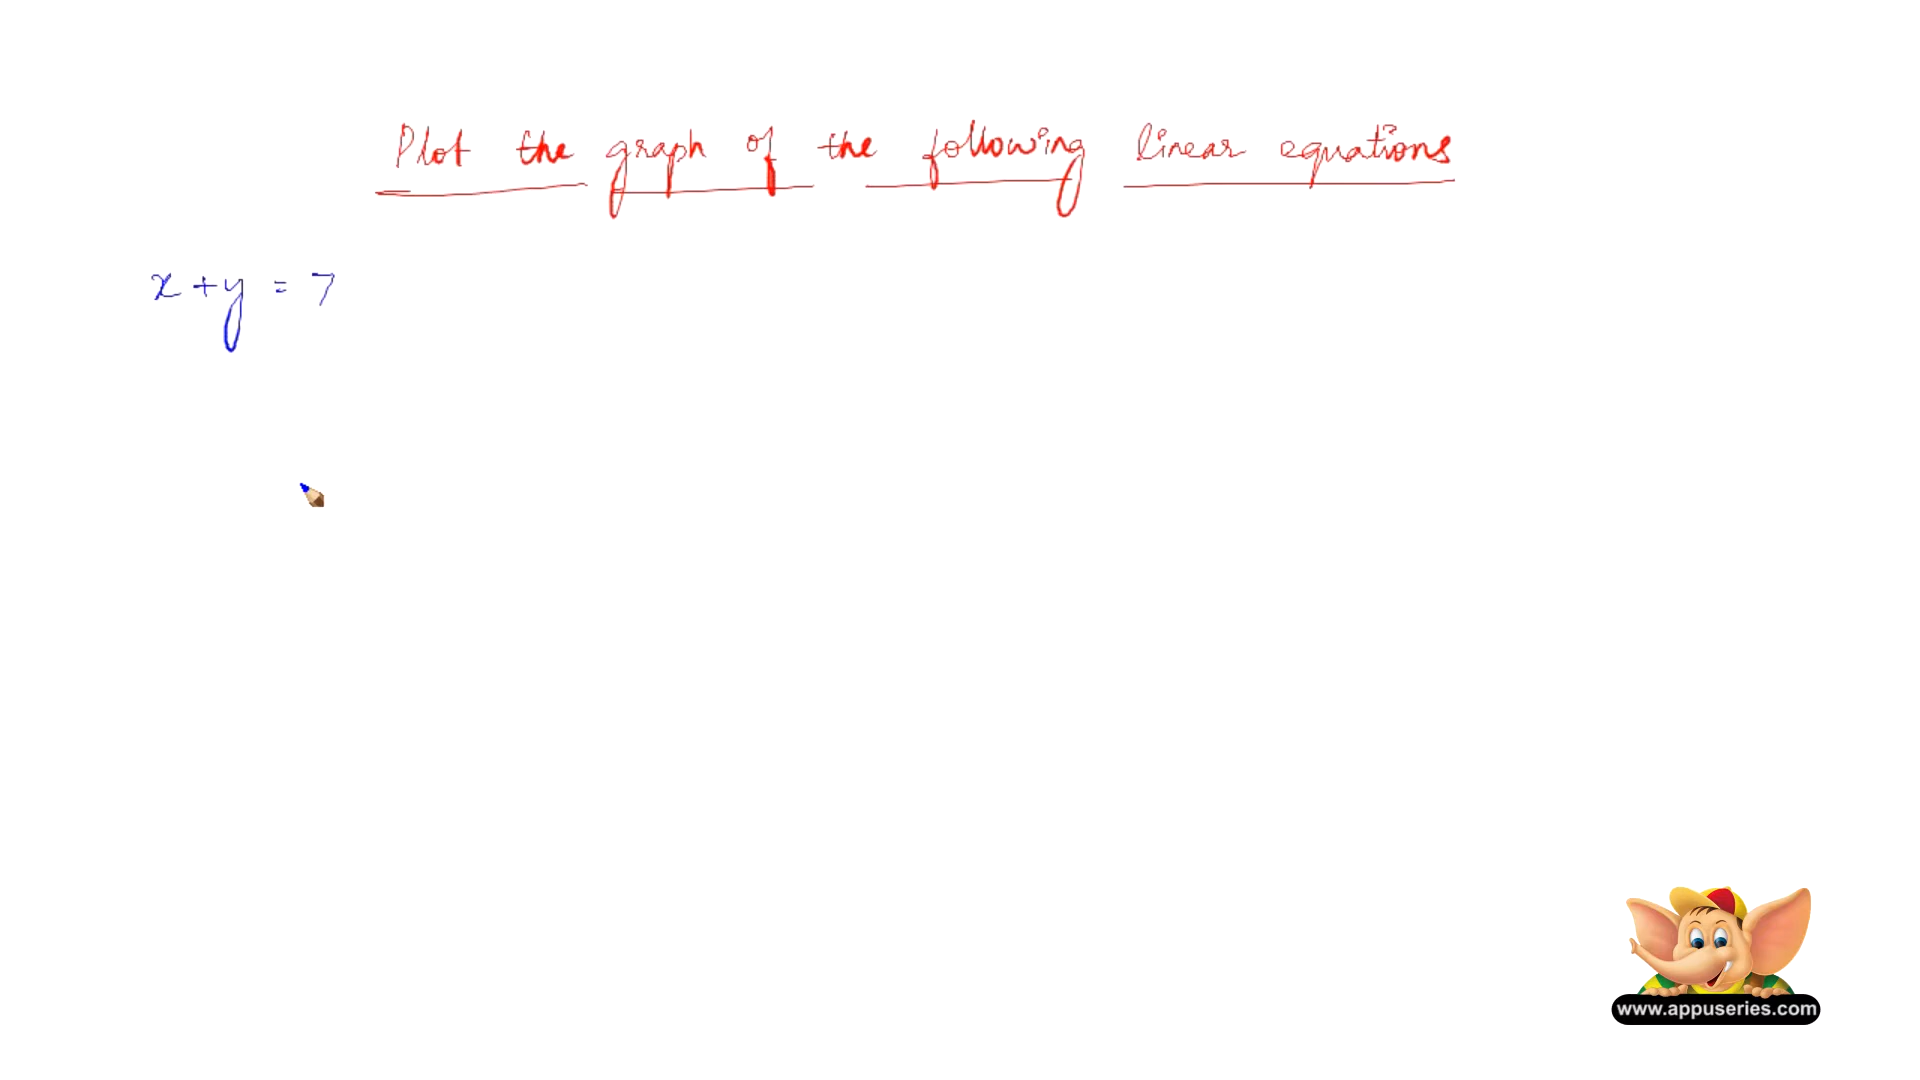 Plot the graph of the following linear equations
x + y = 7
www.appuseries.com